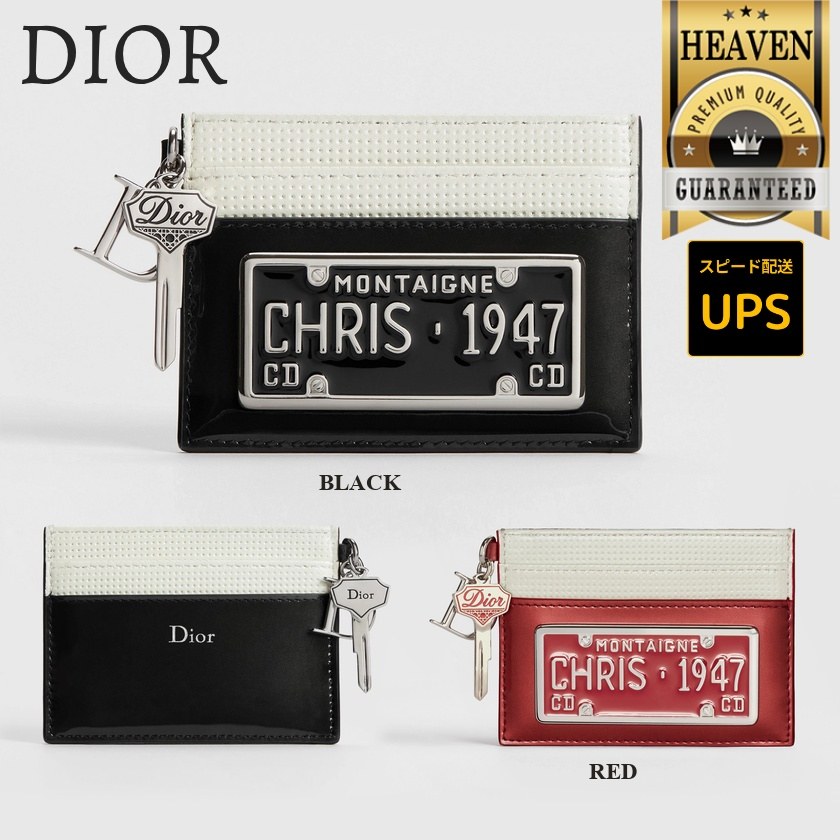 DIOR
HEAVEN
PREMIUM QUALITY
GUARANTEED
スピード配送
UPS
Dior
MONTAIGNE
CHRIS · 1947
CD CD
BLACK
Dior
Dior
Dior
MONTAIGNE
CHRIS · 1947
CD CD
RED